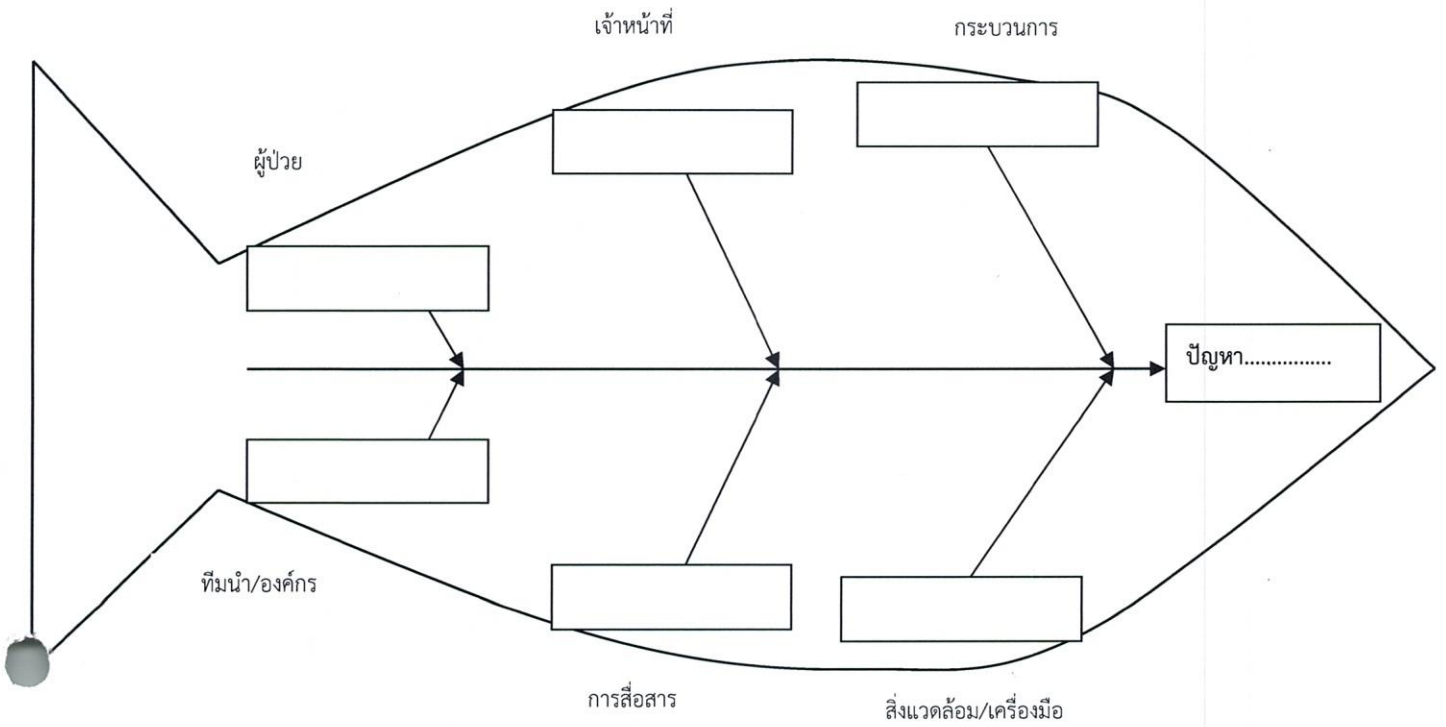 เจ้าหน้าที่
กระบวนการ
ผู้ป่วย
ปัญหา................
ทีมนำ/องค์กร
การสื่อสาร
สิ่งแวดล้อม/เครื่องมือ